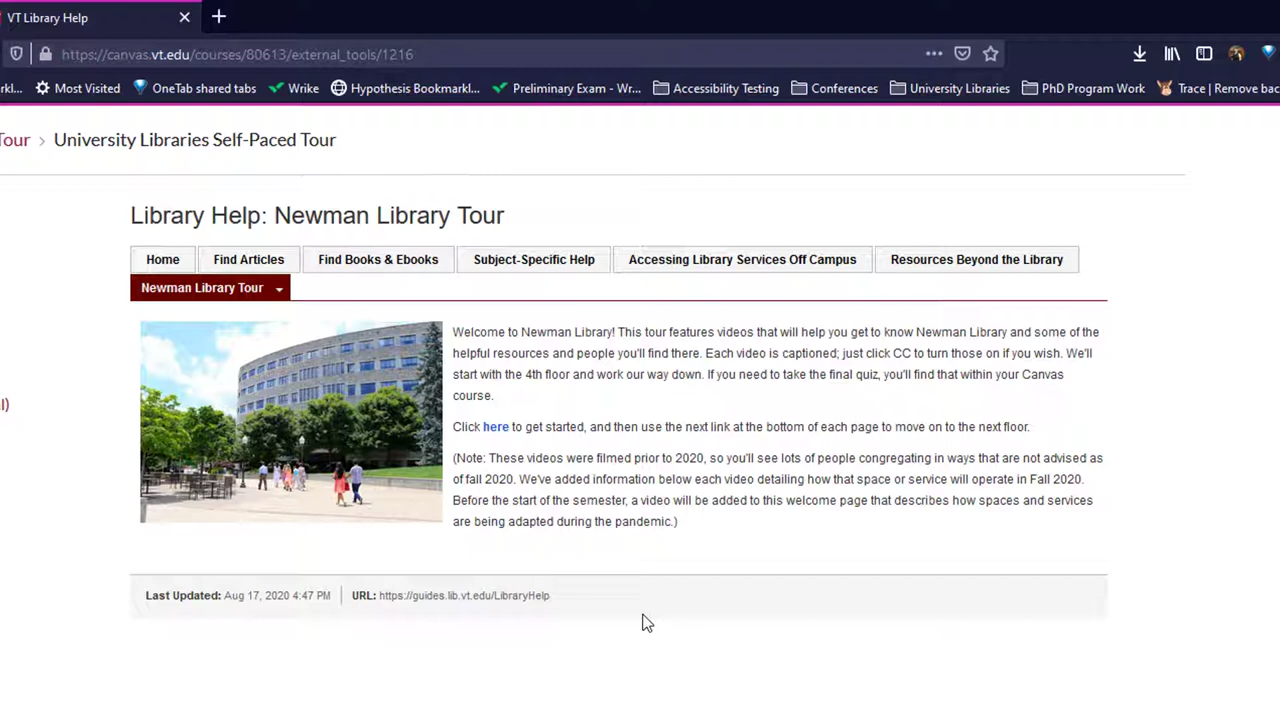 VT Library Help
https://canvas.vt.edu/courses/80613/external_tools/1216
rkl... Most Visited OneTab shared tabs Wrike Hypothesis Bookmarkl... Preliminary Exam - Wr... Accessibility Testing Conferences University Libraries PhD Program Work Trace | Remove bac
Tour > University Libraries Self-Paced Tour
Library Help: Newman Library Tour
Home Find Articles Find Books & Ebooks Subject-Specific Help Accessing Library Services Off Campus Resources Beyond the Library
Newman Library Tour
Welcome to Newman Library! This tour features videos that will help you get to know Newman Library and some of the
helpful resources and people you'll find there. Each video is captioned; just click CC to turn those on if you wish. We'll
start with the 4th floor and work our way down. If you need to take the final quiz, you'll find that within your Canvas
course.
l)
Click here to get started, and then use the next link at the bottom of each page to move on to the next floor.
(Note: These videos were filmed prior to 2020, so you'll see lots of people congregating in ways that are not advised as
of fall 2020. We've added information below each video detailing how that space or service will operate in Fall 2020.
Before the start of the semester, a video will be added to this welcome page that describes how spaces and services
are being adapted during the pandemic.)
Last Updated: Aug 17, 2020 4:47 PM URL: https://guides.lib.vt.edu/LibraryHelp